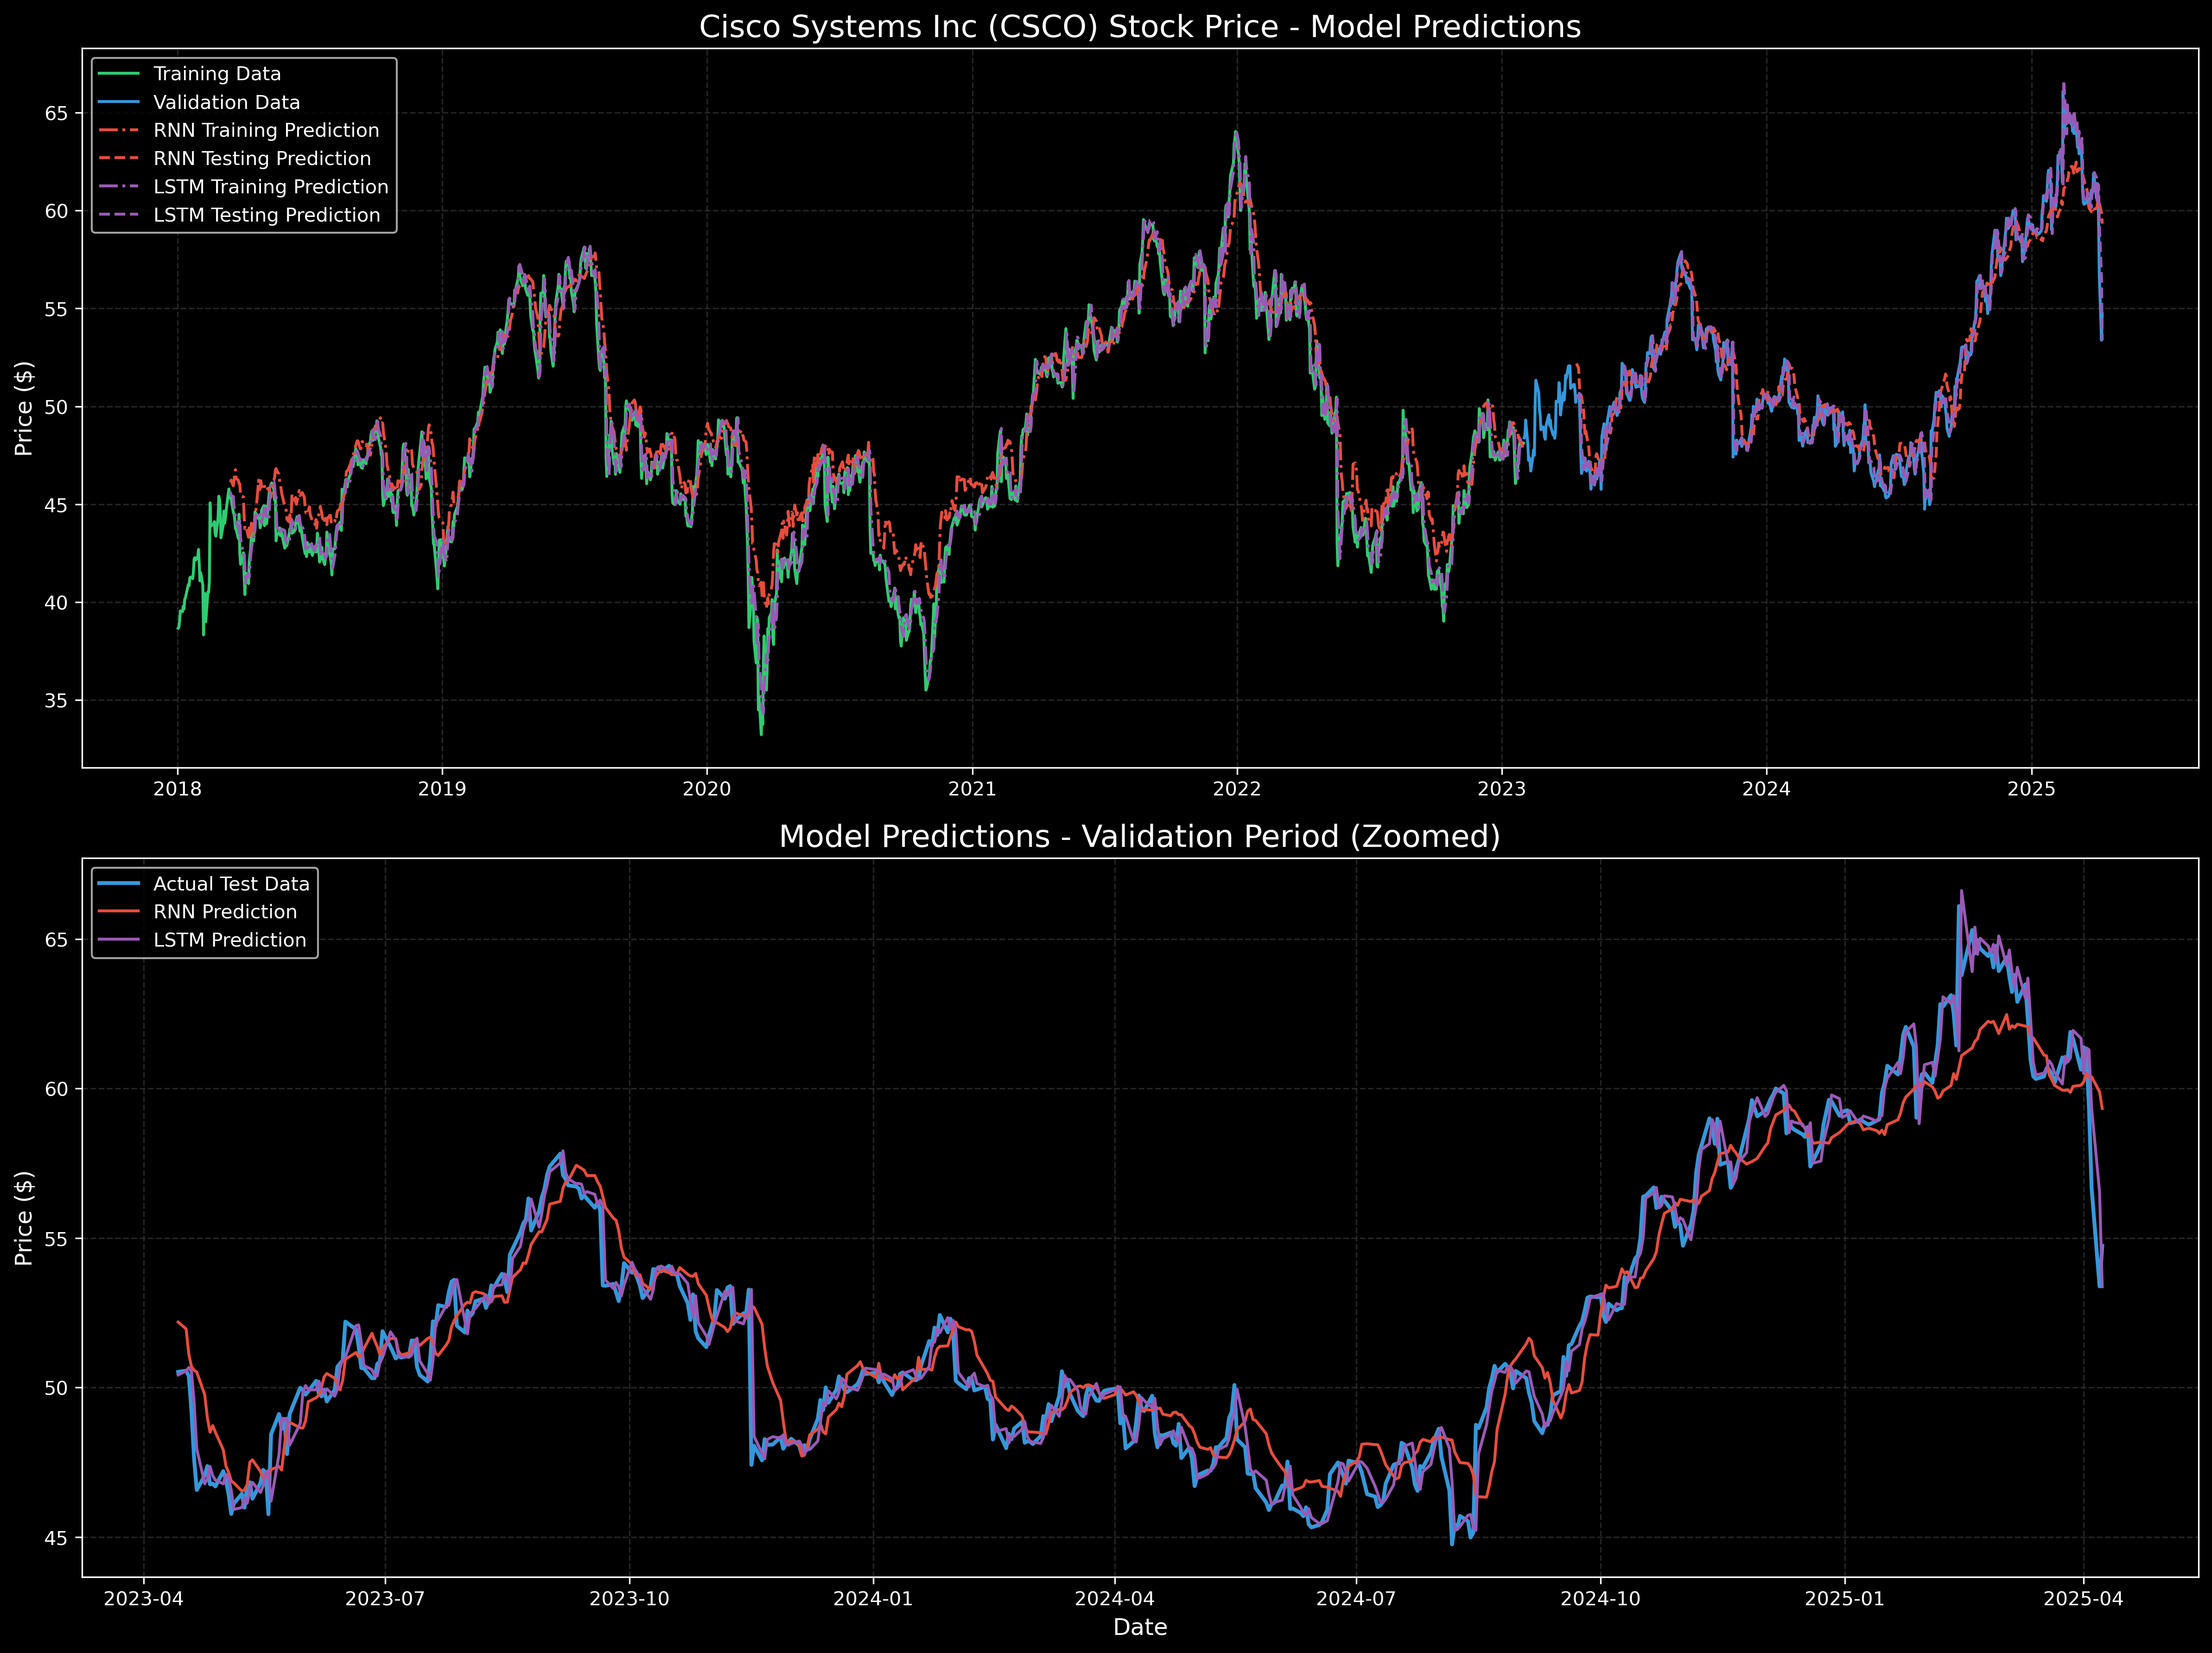 Cisco Systems Inc (CSCO) Stock Price - Model Predictions
Training Data
Validation Data
RNN Training Prediction
RNN Testing Prediction
LSTM Training Prediction
LSTM Testing Prediction
Price ($)
65
60
55
50
45
40
35
2018 2019 2020 2021 2022 2023 2024 2025
Model Predictions - Validation Period (Zoomed)
Actual Test Data
RNN Prediction
LSTM Prediction
Price ($)
65
60
55
50
45
2023-04 2023-07 2023-10 2024-01 2024-04 2024-07 2024-10 2025-01 2025-04
Date